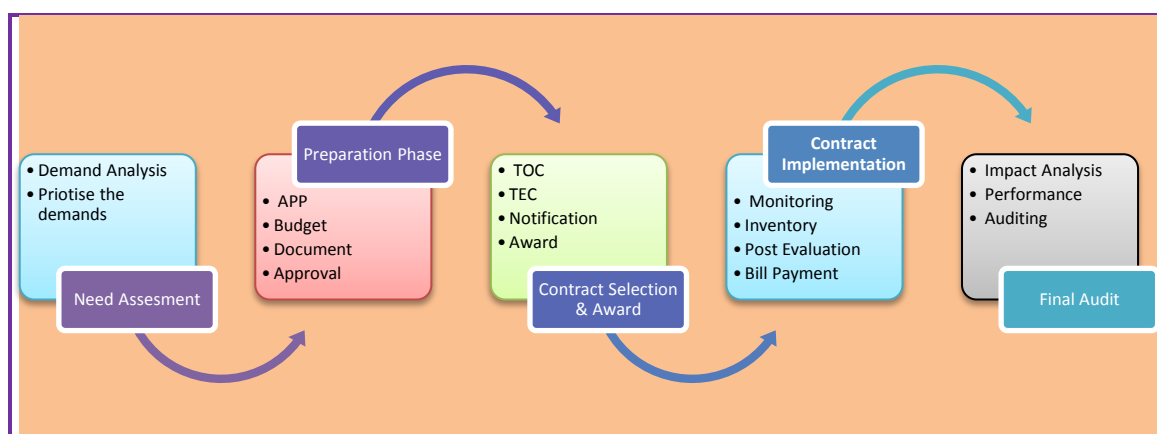 • Demand Analysis
• Priotise the
demands
Need Assesment
Preparation Phase
• APP
• Budget
• Document
• Approval
• TOC
• TEC
• Notification
• Award
Contract Selection
& Award
Contract
Implementation
• Monitoring
• Inventory
• Post Evaluation
• Bill Payment
• Impact Analysis
• Performance
• Auditing
Final Audit